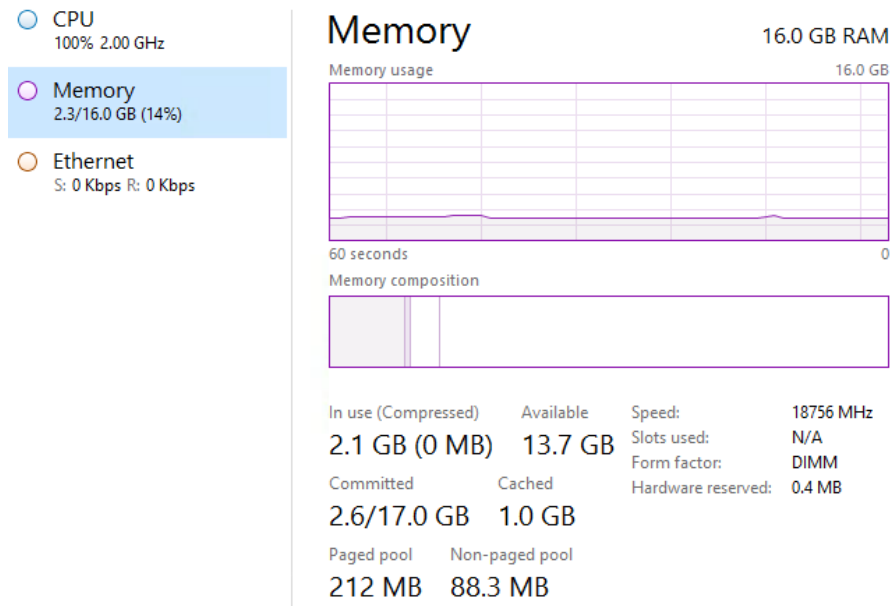 CPU
100% 2.00 GHz
Memory
2.3/16.0 GB (14%)
Ethernet
S: 0 Kbps R: 0 Kbps
Memory 16.0 GB RAM
Memory usage 16.0 GB
60 seconds 0
Memory composition
In use (Compressed) Available
2.1 GB (0 MB) 13.7 GB
Committed Cached
2.6/17.0 GB 1.0 GB
Paged pool Non-paged pool
212 MB 88.3 MB
Speed: 18756 MHz
Slots used: N/A
Form factor: DIMM
Hardware reserved: 0.4 MB